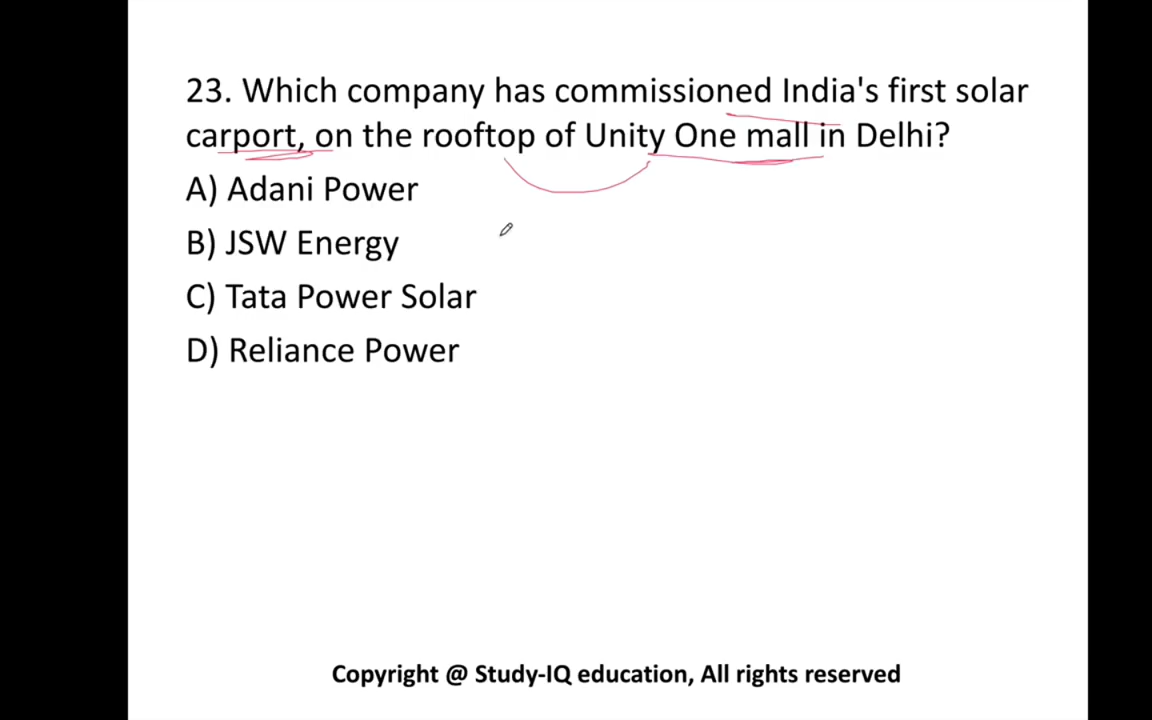 23. Which company has commissioned India's first solar
carport, on the rooftop of Unity One mall in Delhi?
A) Adani Power
B) JSW Energy
C) Tata Power Solar
D) Reliance Power
Copyright @ Study-IQ education, All rights reserved